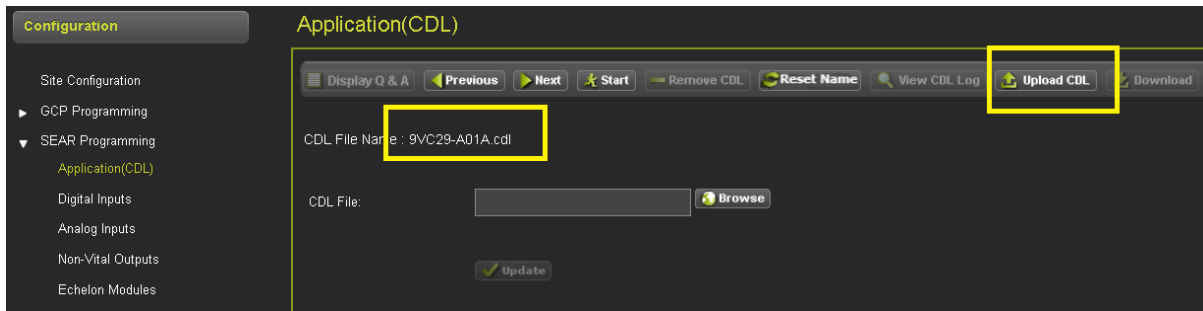 Configuration
Application(CDL)
Site Configuration
GCP Programming
SEAR Programming
Application(CDL)
Digital Inputs
Analog Inputs
Non-Vital Outputs
Echelon Modules
Display Q & A Previous Next Start Remove CDL Reset Name View CDL Log Upload CDL Download
CDL File Name : 9VC29-A01A.cdl
CDL File: Browse
Update